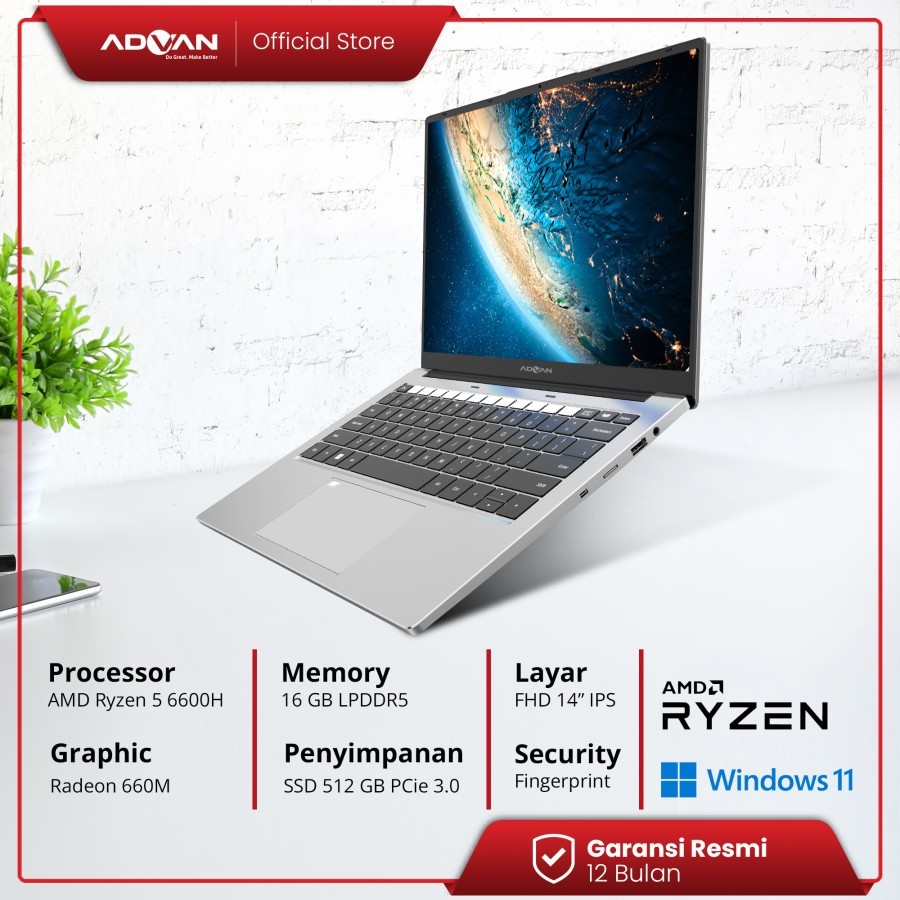 ADVAN
Do Great. Make Better
Official Store
ADVAN
Processor
AMD Ryzen 5 6600H
Graphic
Radeon 660M
Memory
16 GB LPDDR5
Penyimpanan
SSD 512 GB PCie 3.0
Layar
FHD 14” IPS
Security
Fingerprint
AMD
RYZEN
Windows 11
Garansi Resmi
12 Bulan